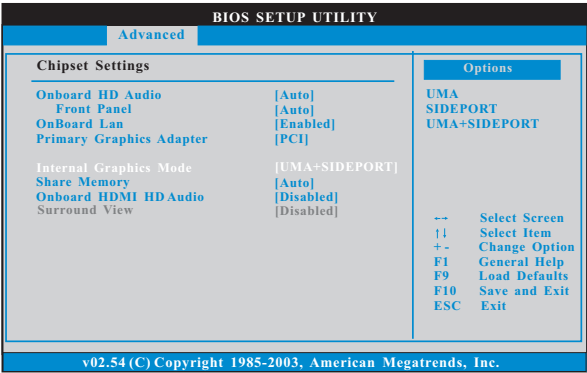 BIOS SETUP UTILITY
Advanced
Chipset Settings
Onboard HD Audio [Auto]
Front Panel [Auto]
OnBoard Lan [Enabled]
Primary Graphics Adapter [PCI]
Internal Graphics Mode [UMA+SIDEPORT]
Share Memory [Auto]
Onboard HDMI HD Audio [Disabled]
Surround View [Disabled]
Options
UMA
SIDEPORT
UMA+SIDEPORT
←→ Select Screen
↑↓ Select Item
+ - Change Option
F1 General Help
F9 Load Defaults
F10 Save and Exit
ESC Exit
v02.54 (C) Copyright 1985-2003, American Megatrends, Inc.